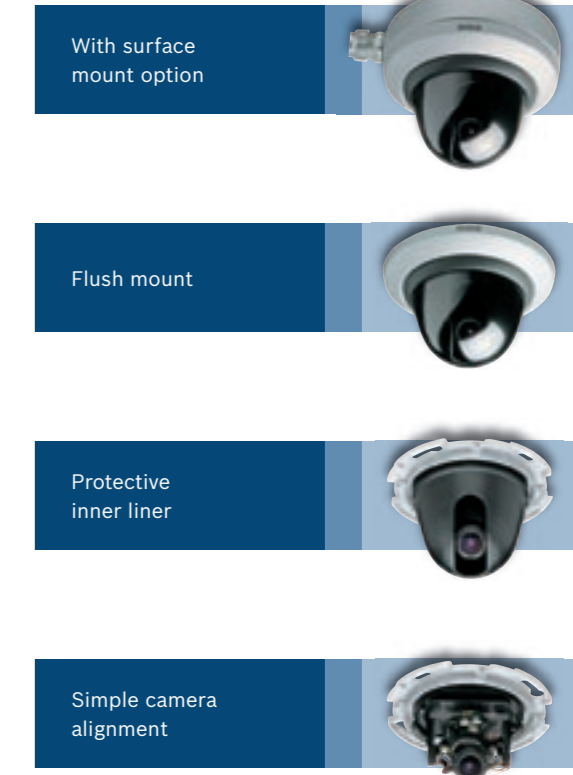 With surface
mount option
Flush mount
Protective
inner liner
Simple camera
alignment